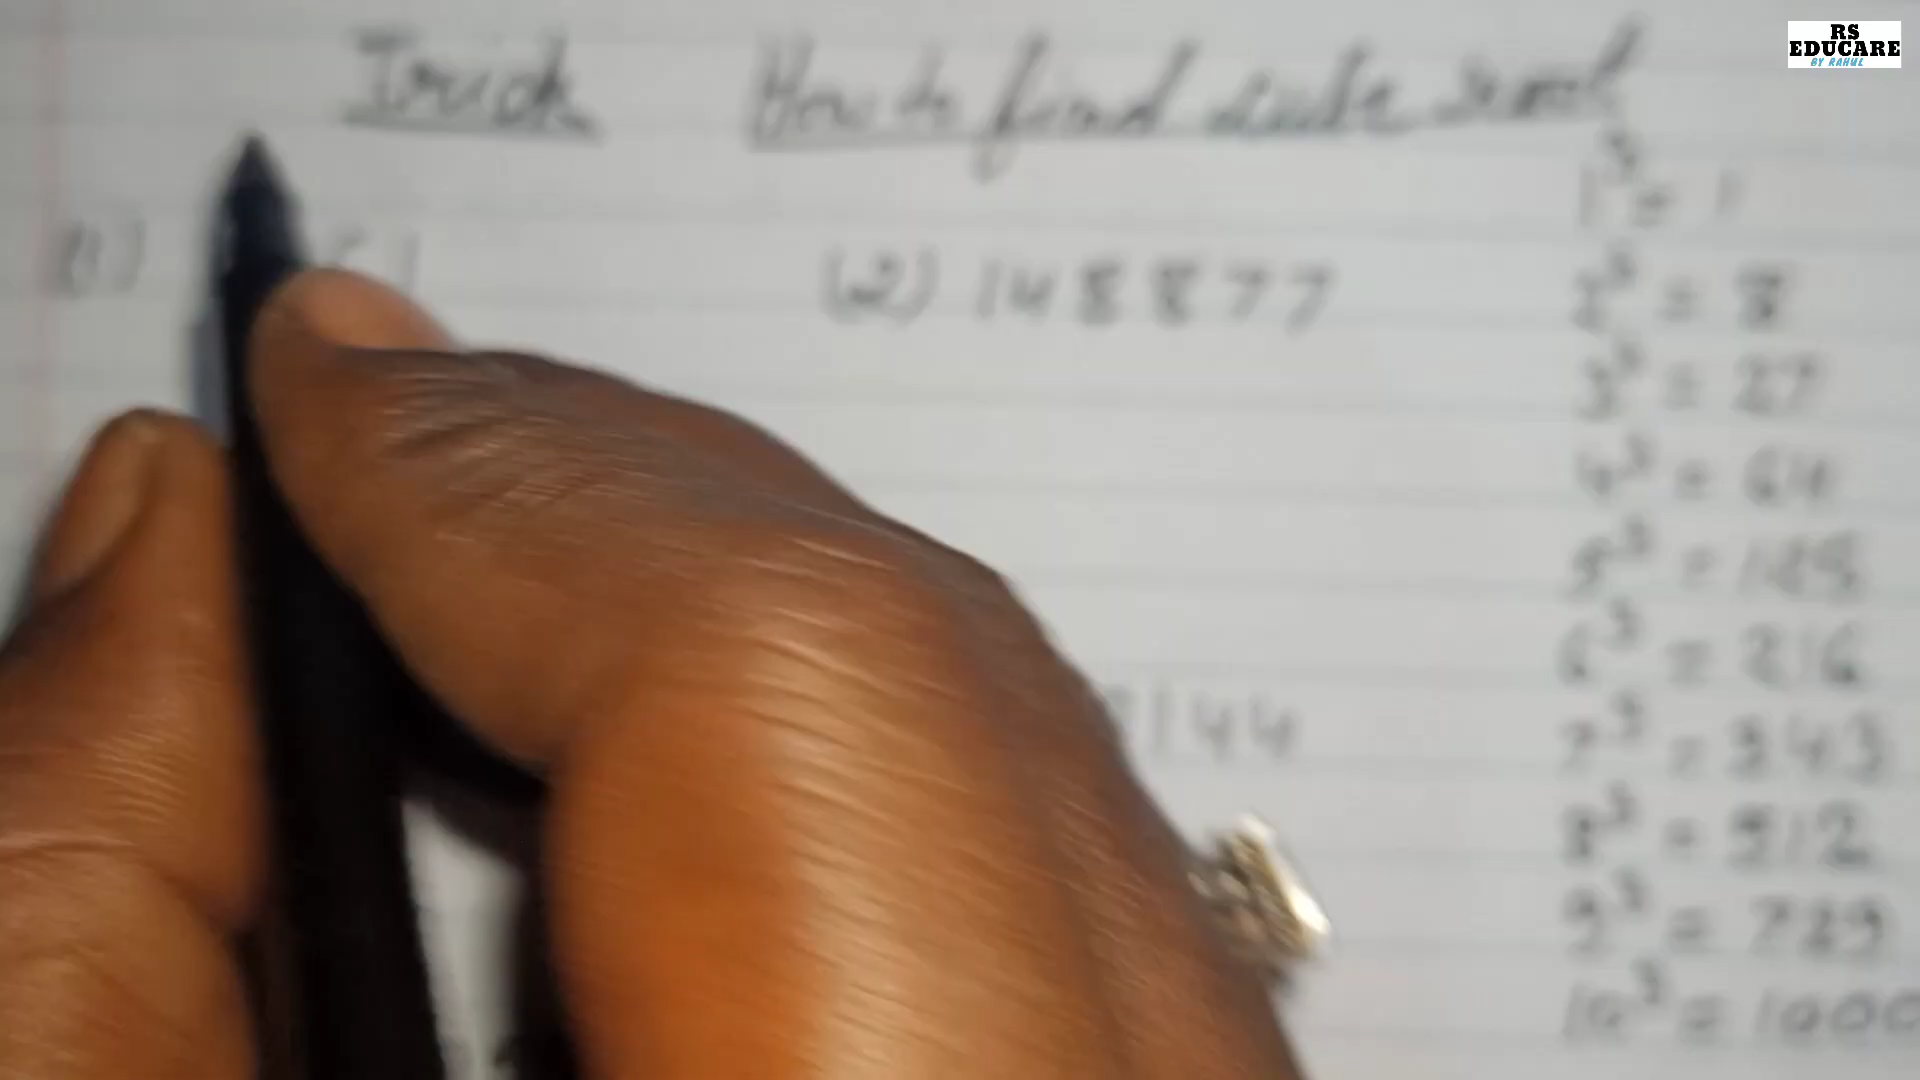 RS
EDUCARE
BY RAHUL
Trick How to find cube root
1³ = 1
(1) 51 (2) 148877
2³ = 8
3³ = 27
4³ = 64
5³ = 125
6³ = 216
144
7³ = 343
8³ = 512
9³ = 729
10³ = 1000